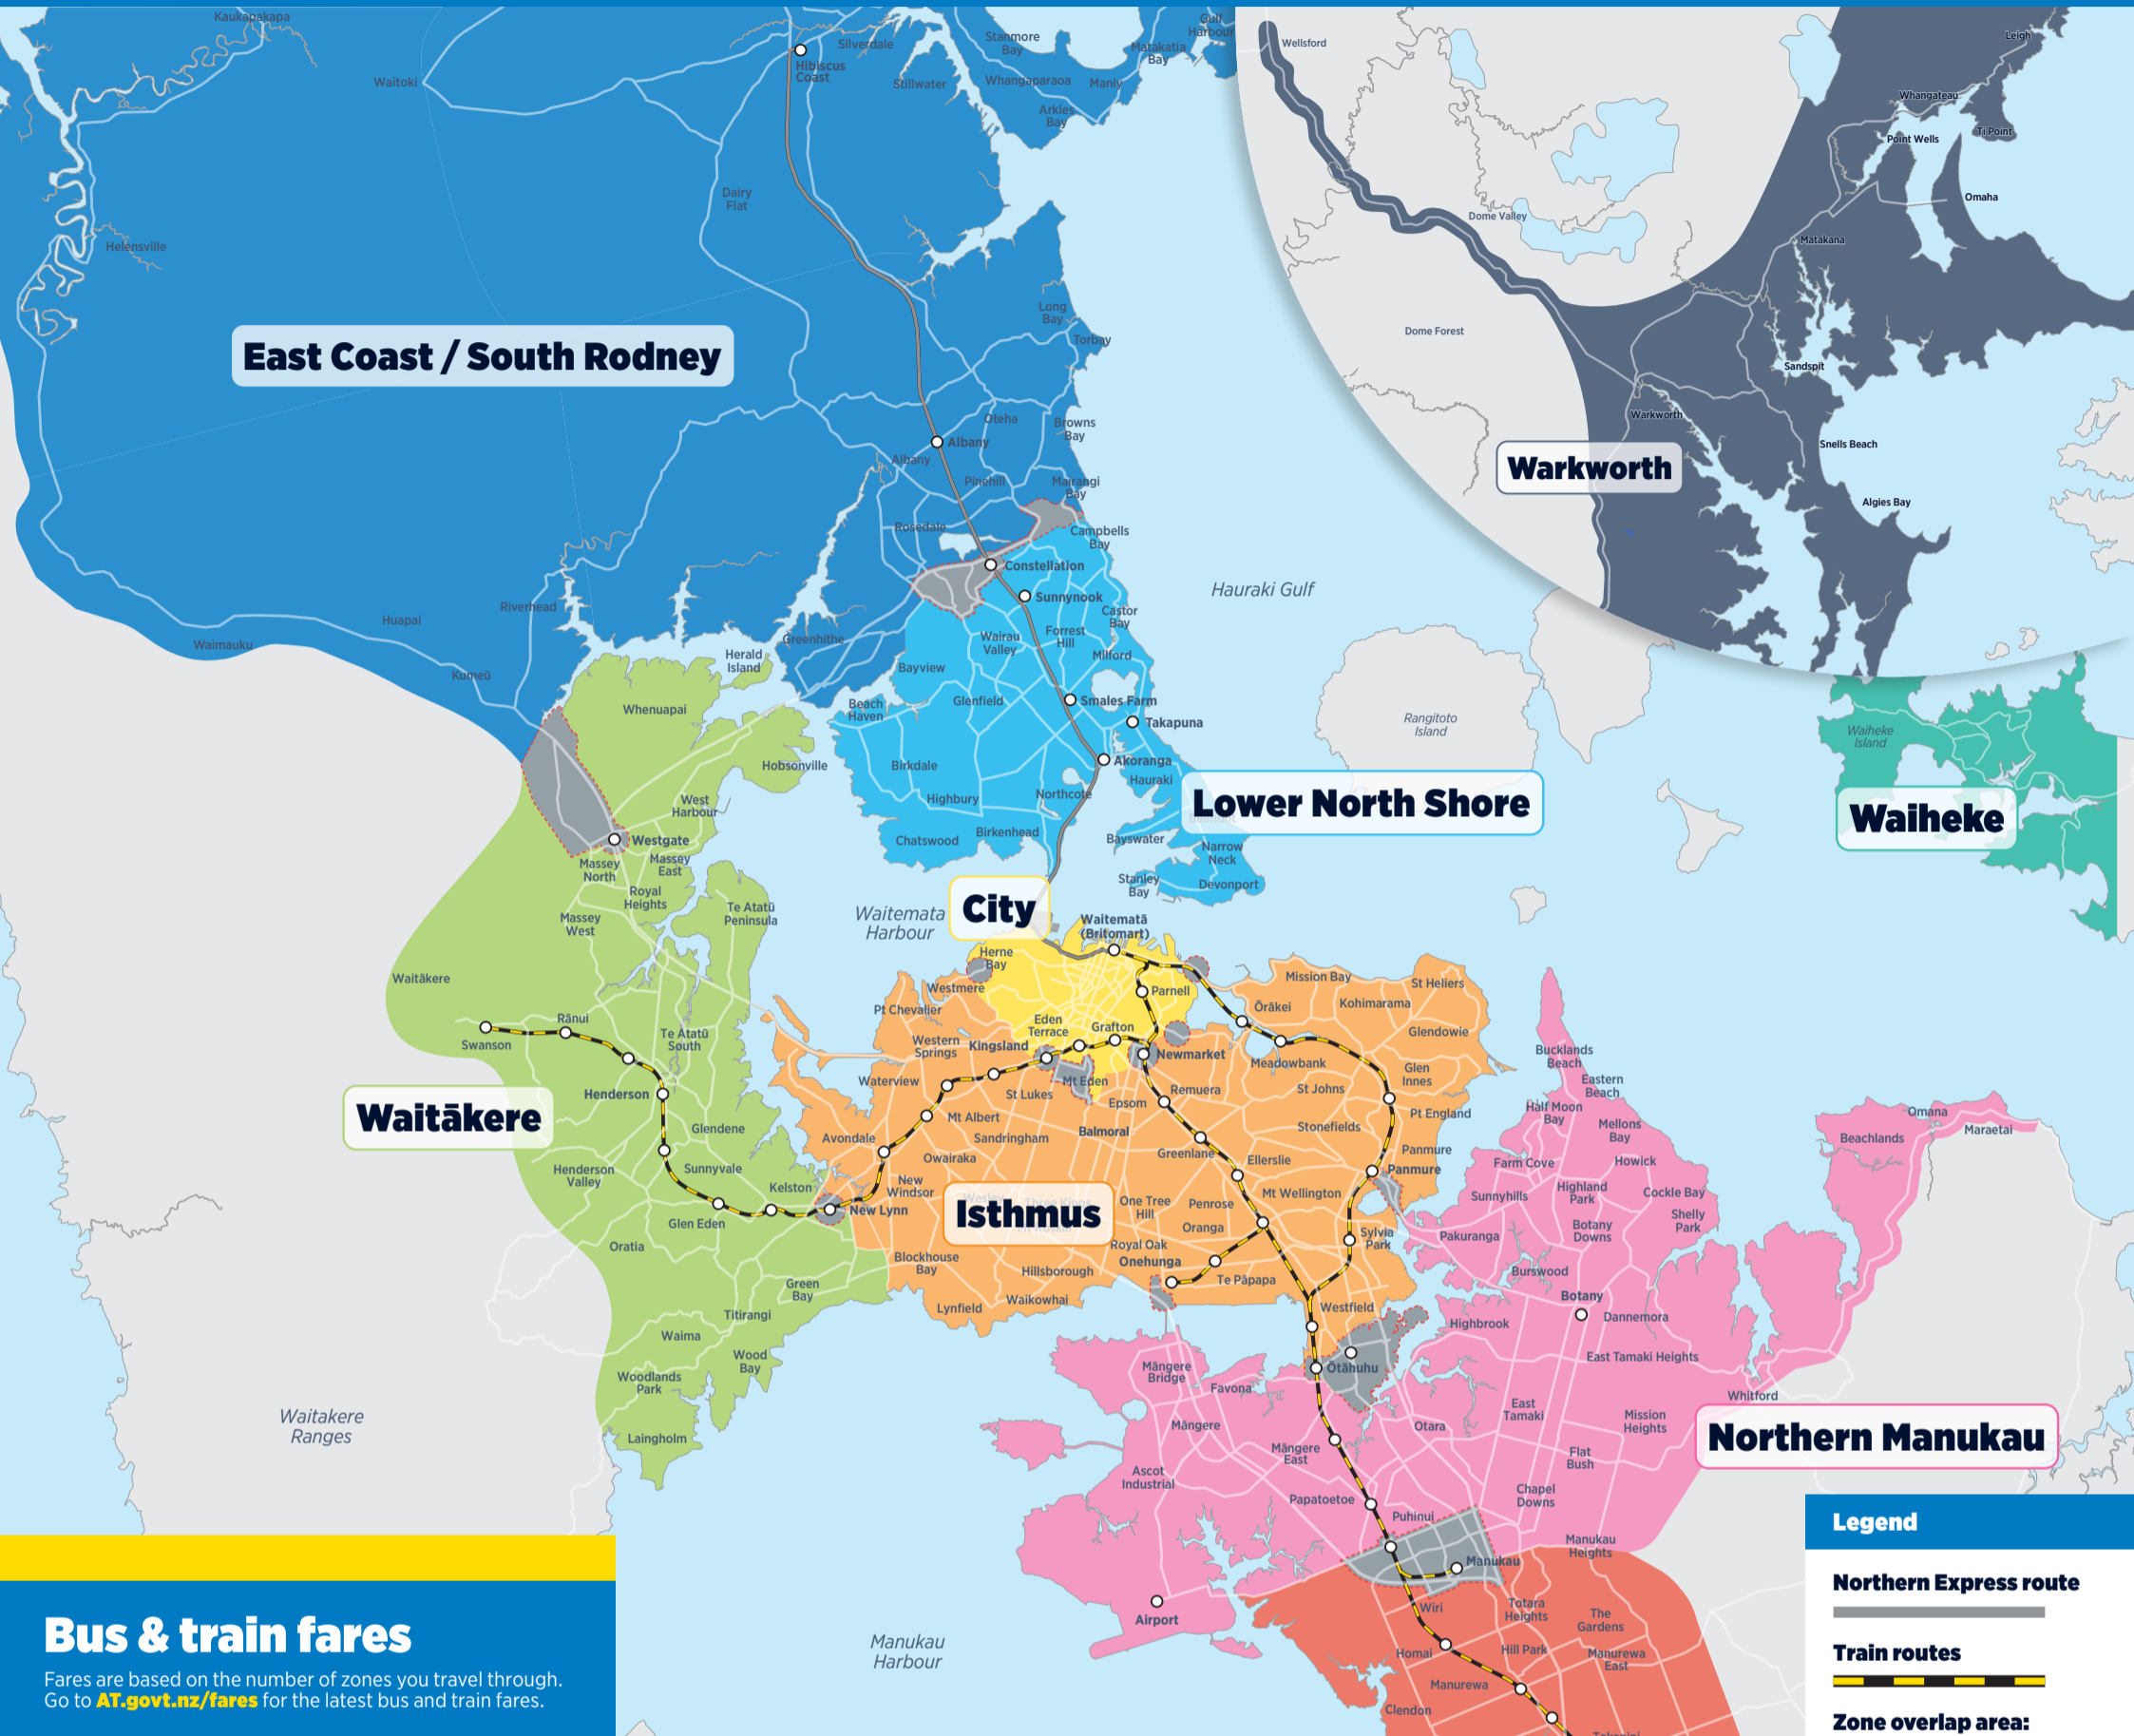 Kaukapakapa
Waitoki
Silverdale
Hibiscus
Coast
Stillwater
Stanmore
Bay
Whangaparaoa
Manly
Arkles
Bay
Matakatia
Bay
Gulf
Harbour
Dairy
Flat
Helensville
East Coast / South Rodney
Long
Bay
Torbay
Oteha
Browns
Bay
Albany
Albany
Pinehill
Mairangi
Bay
Rosedale
Campbells
Bay
Constellation
Sunnynook
Castor
Bay
Forrest
Hill
Wairau
Valley
Milford
Greenhithe
Riverhead
Huapai
Waimauku
Kumeū
Herald
Island
Whenuapai
Bayview
Glenfield
Beach
Haven
Smales Farm
Takapuna
Akoranga
Hauraki
Hobsonville
Birkdale
Highbury
Northcote
Chatswood
Birkenhead
Lower North Shore
Bayswater
Narrow
Neck
Stanley
Bay
Devonport
Hauraki Gulf
Rangitoto
Island
Wellsford
Dome Valley
Dome Forest
Leigh
Whangateau
Ti Point
Point Wells
Omaha
Matakana
Sandspit
Warkworth
Snells Beach
Warkworth
Algies Bay
Waiheke
Island
Waiheke
West
Harbour
Westgate
Massey
North
Massey
East
Royal
Heights
Massey
West
Te Atatū
Peninsula
Waitākere
Waitemata
Harbour
City
Waitematā
(Britomart)
Herne
Bay
Westmere
Parnell
Pt Chevalier
Eden
Terrace
Grafton
Western
Springs
Kingsland
Newmarket
Mt Eden
Waterview
St Lukes
Epsom
Remuera
Mission Bay
St Heliers
Ōrākei
Kohimarama
Glendowie
Meadowbank
Glen
Innes
St Johns
Pt England
Stonefields
Panmure
Panmure
Swanson
Rānui
Te Atatū
South
Henderson
Waitākere
Glendene
Henderson
Valley
Sunnyvale
Kelston
New Lynn
Glen Eden
Oratia
Green
Bay
Titirangi
Waima
Wood
Bay
Woodlands
Park
Laingholm
Waitakere
Ranges
Avondale
Mt Albert
Sandringham
Balmoral
Owairaka
New
Windsor
Wesley
Three Kings
Isthmus
Greenlane
Ellerslie
Mt Wellington
One Tree
Hill
Penrose
Oranga
Royal Oak
Onehunga
Te Pāpapa
Sylvia
Park
Blockhouse
Bay
Hillsborough
Lynfield
Waikowhai
Westfield
Ōtāhuhu
Bucklands
Beach
Eastern
Beach
Half Moon
Bay
Mellons
Bay
Farm Cove
Howick
Sunnyhills
Highland
Park
Cockle Bay
Shelly
Park
Pakuranga
Botany
Downs
Burswood
Botany
Dannemora
Highbrook
East Tamaki Heights
Beachlands
Omana
Maraetai
Whitford
Northern Manukau
East
Tamaki
Mission
Heights
Flat
Bush
Otara
Chapel
Downs
Māngere
Bridge
Favona
Māngere
Māngere
East
Ascot
Industrial
Papatoetoe
Puhinui
Manukau
Manukau
Heights
Airport
Manukau
Harbour
Wiri
Totara
Heights
The
Gardens
Homai
Hill Park
Manurewa
East
Manurewa
Clendon
Bus & train fares
Fares are based on the number of zones you travel through.
Go to AT.govt.nz/fares for the latest bus and train fares.
Legend
Northern Express route
Train routes
Zone overlap area: